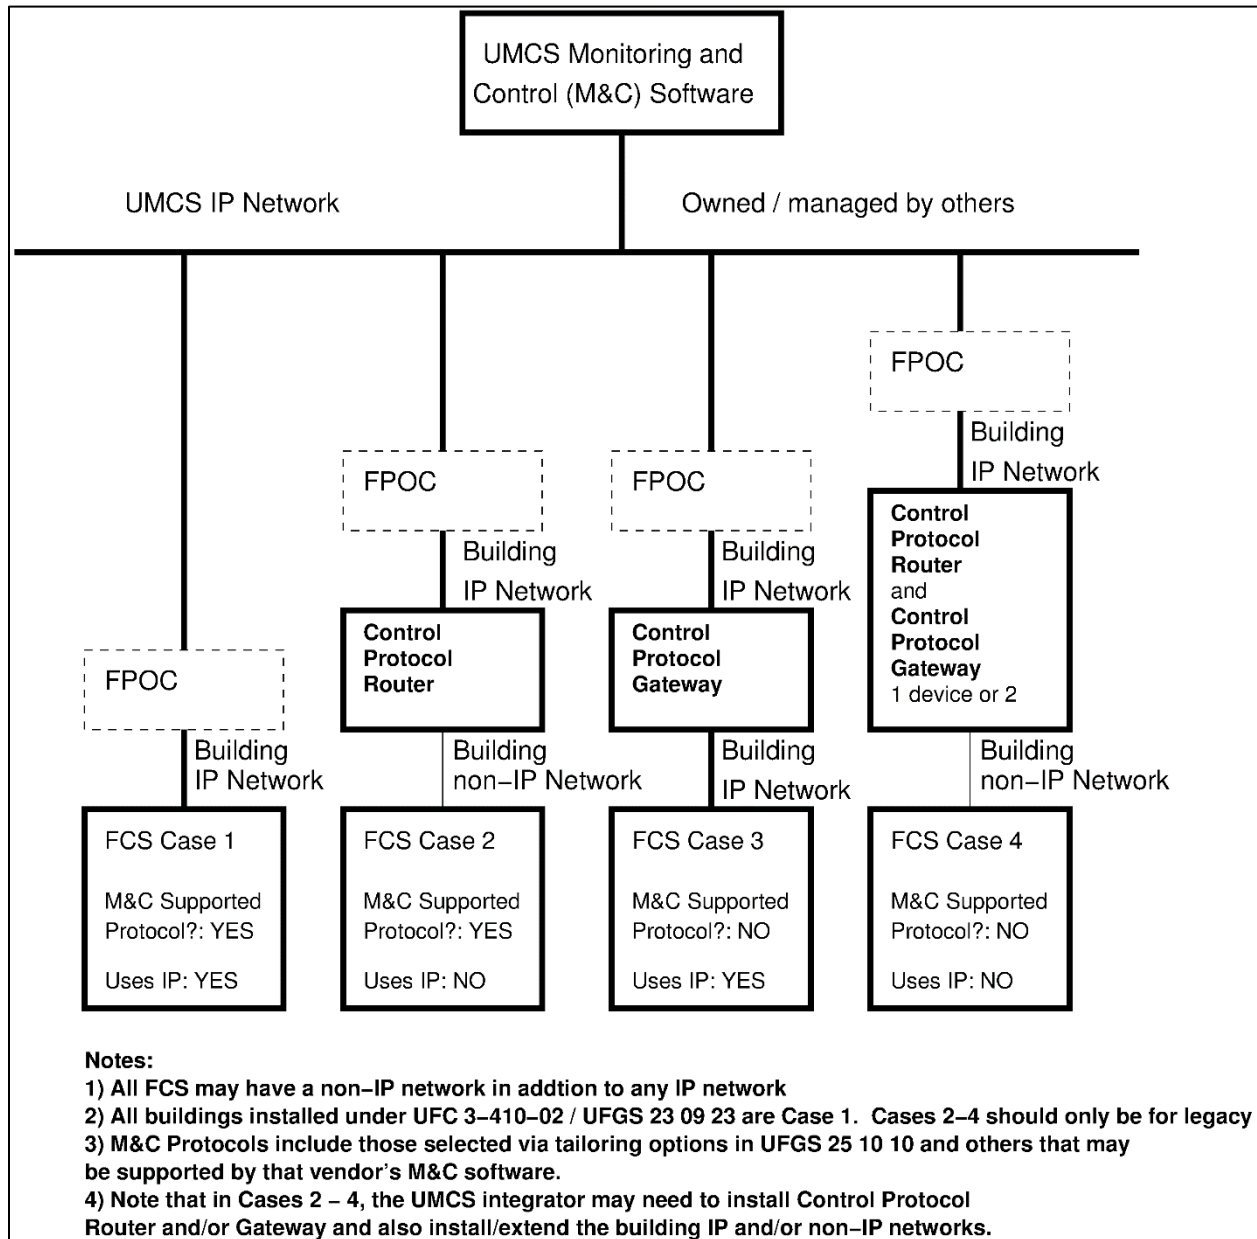 UMCS Monitoring and
Control (M&C) Software
UMCS IP Network
Owned / managed by others
FPOC
Building
IP Network
FPOC
Building
IP Network
FPOC
Building
IP Network
Control
Protocol
Router
Control
Protocol
Gateway
Control
Protocol
Router
and
Control
Protocol
Gateway
1 device or 2
FPOC
Building
IP Network
Building
non−IP Network
Building
IP Network
Building
non−IP Network
FCS Case 1
M&C Supported
Protocol?: YES
Uses IP: YES
FCS Case 2
M&C Supported
Protocol?: YES
Uses IP: NO
FCS Case 3
M&C Supported
Protocol?: NO
Uses IP: YES
FCS Case 4
M&C Supported
Protocol?: NO
Uses IP: NO
Notes:
1) All FCS may have a non−IP network in addtion to any IP network
2) All buildings installed under UFC 3−410−02 / UFGS 23 09 23 are Case 1.  Cases 2−4 should only be for legacy
3) M&C Protocols include those selected via tailoring options in UFGS 25 10 10 and others that may
be supported by that vendor's M&C software.
4) Note that in Cases 2 − 4, the UMCS integrator may need to install Control Protocol
Router and/or Gateway and also install/extend the building IP and/or non−IP networks.